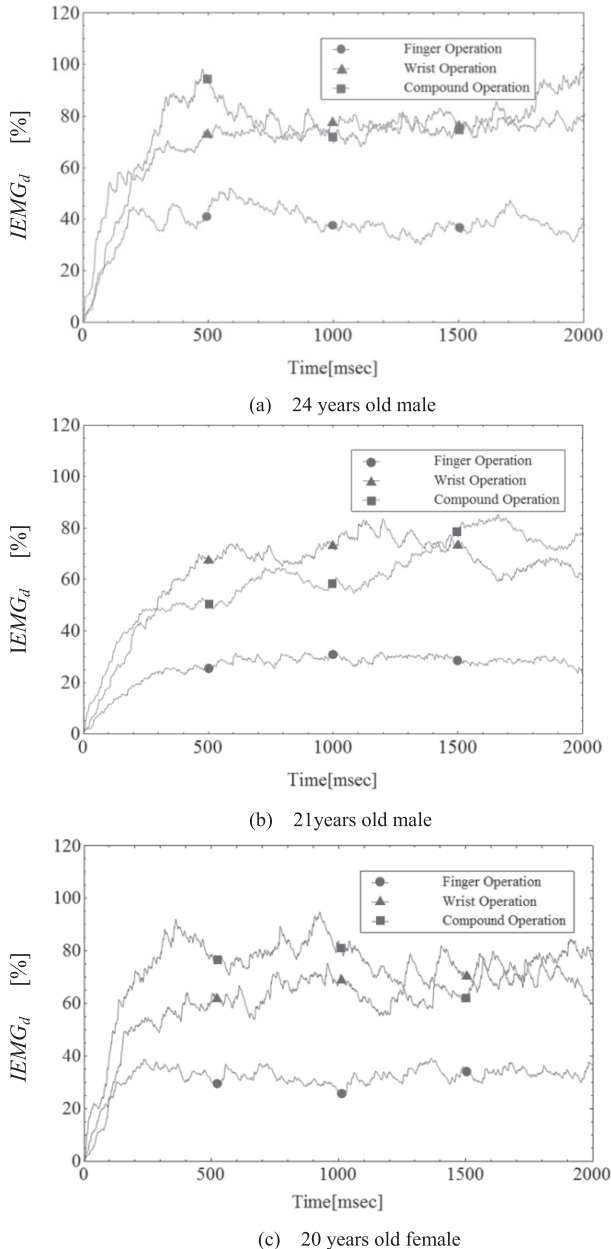 120
100
80
60
40
20
0
IEMG_d [%]
Finger Operation
Wrist Operation
Compound Operation
0 500 1000 1500 2000
Time[msec]
(a) 24 years old male
120
100
80
60
40
20
0
IEMG_d [%]
Finger Operation
Wrist Operation
Compound Operation
0 500 1000 1500 2000
Time[msec]
(b) 21years old male
120
100
80
60
40
20
0
IEMG_d [%]
Finger Operation
Wrist Operation
Compound Operation
0 500 1000 1500 2000
Time[msec]
(c) 20 years old female